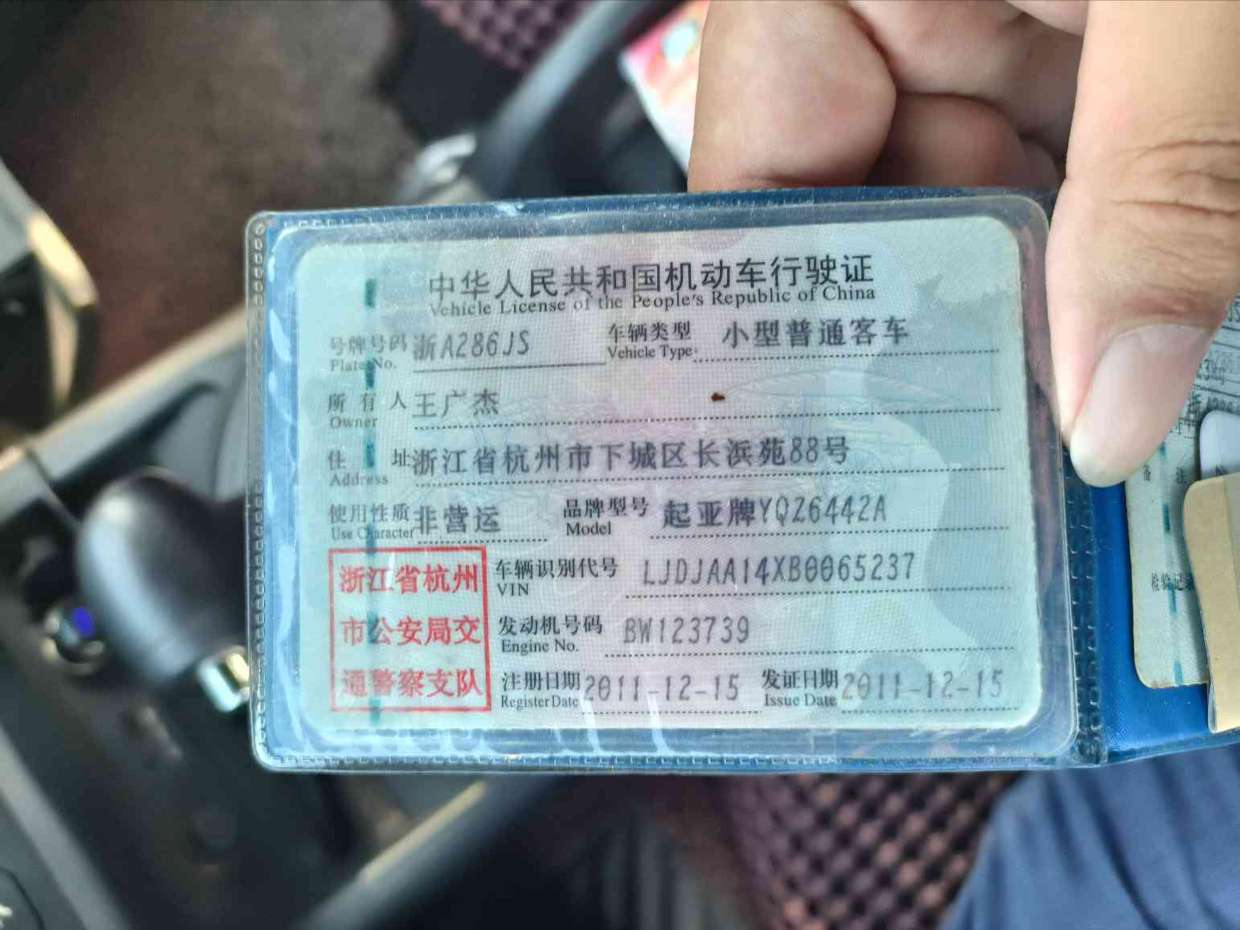 中华人民共和国机动车行驶证
Vehicle License of the People's Republic of China
号牌号码 浙A286JS 车辆类型 小型普通客车
Plate No. Vehicle Type
所有人 王广杰
Owner
住址 浙江省杭州市下城区长浜苑88号
Address
使用性质 非营运 品牌型号 起亚牌YQZ6442A
Use Character Model
浙江省杭州 车辆识别代号 LJDJAA14XB0065237
VIN
市公安局交 发动机号码 BW123739
Engine No.
通警察支队 注册日期 2011-12-15 发证日期 2011-12-15
Register Date Issue Date